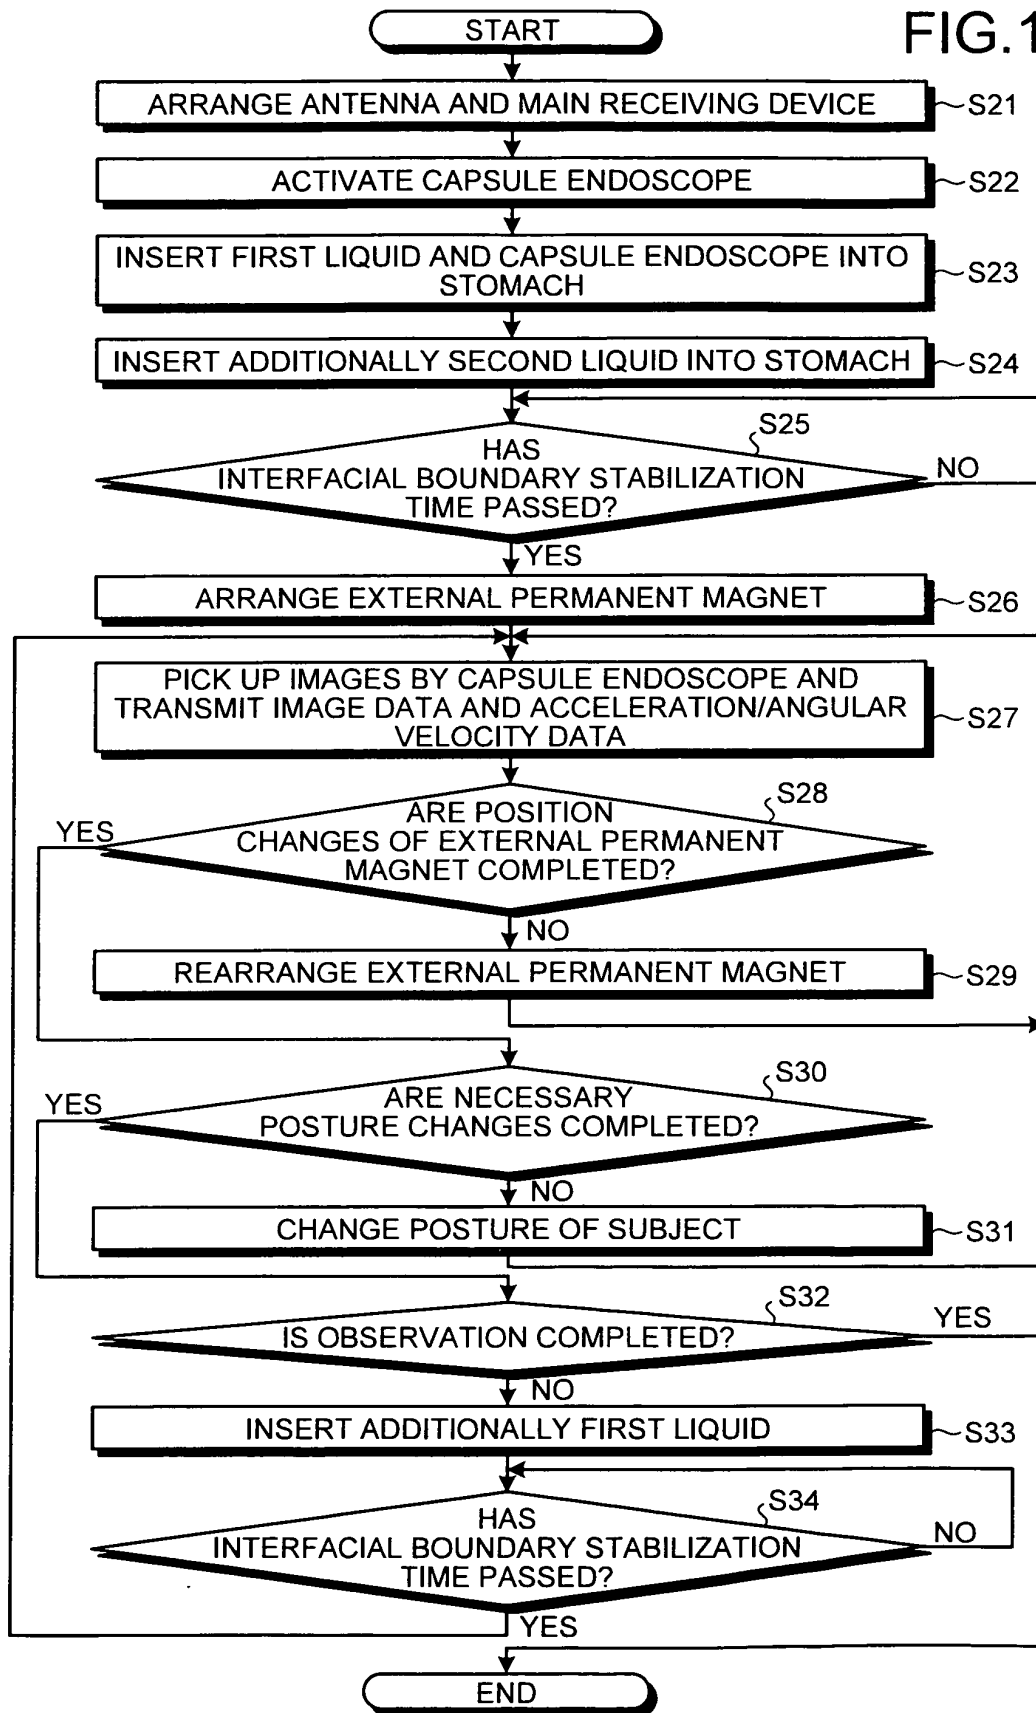 START
FIG.1
ARRANGE ANTENNA AND MAIN RECEIVING DEVICE
S21
ACTIVATE CAPSULE ENDOSCOPE
S22
INSERT FIRST LIQUID AND CAPSULE ENDOSCOPE INTO
STOMACH
S23
INSERT ADDITIONALLY SECOND LIQUID INTO STOMACH
S24
S25
HAS
INTERFACIAL BOUNDARY STABILIZATION
TIME PASSED?
NO
YES
ARRANGE EXTERNAL PERMANENT MAGNET
S26
PICK UP IMAGES BY CAPSULE ENDOSCOPE AND
TRANSMIT IMAGE DATA AND ACCELERATION/ANGULAR
VELOCITY DATA
S27
S28
ARE POSITION
CHANGES OF EXTERNAL PERMANENT
MAGNET COMPLETED?
YES
NO
REARRANGE EXTERNAL PERMANENT MAGNET
S29
S30
ARE NECESSARY
POSTURE CHANGES COMPLETED?
YES
NO
CHANGE POSTURE OF SUBJECT
S31
S32
IS OBSERVATION COMPLETED?
YES
NO
INSERT ADDITIONALLY FIRST LIQUID
S33
S34
HAS
INTERFACIAL BOUNDARY STABILIZATION
TIME PASSED?
NO
YES
END